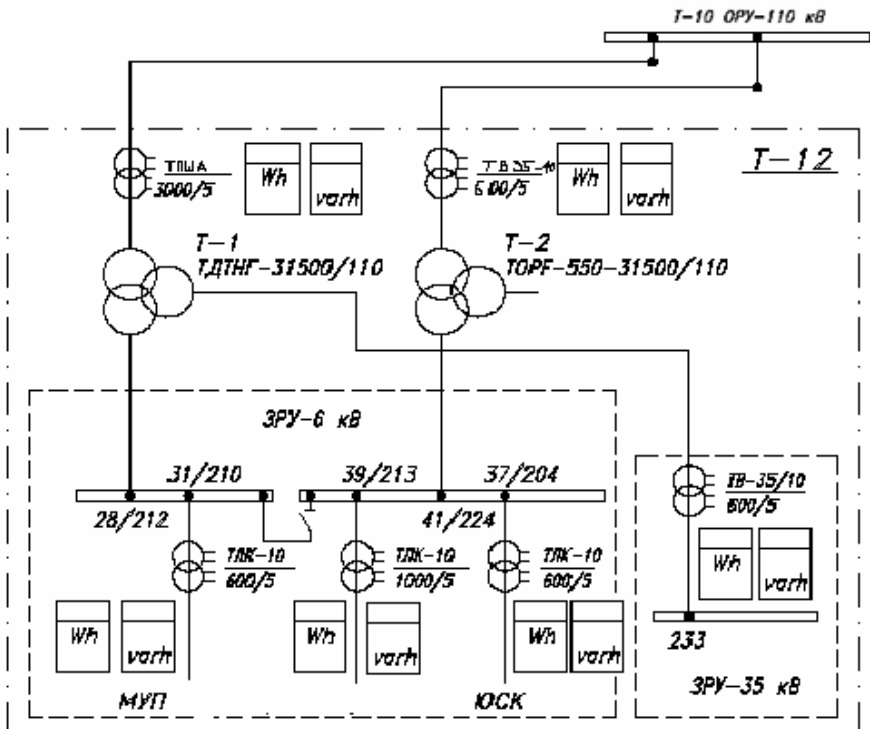 Т-10 ОРУ-110 кВ
Т-12
ТПША
3000/5
Wh
varh
ТВ 35-10
Wh
varh
Т-1
ТДТНГ-31500/110
Т-2
ТОРF-550-31500/110
ЗРУ-6 кВ
31/210
39/213
37/204
28/212
41/224
ТЛК-10
600/5
ТЛК-10
1000/5
ТЛК-10
600/5
Wh
varh
Wh
varh
Wh
varh
МУП
ЮСК
ТВ-35/10
600/5
Wh
varh
233
ЗРУ-35 кВ